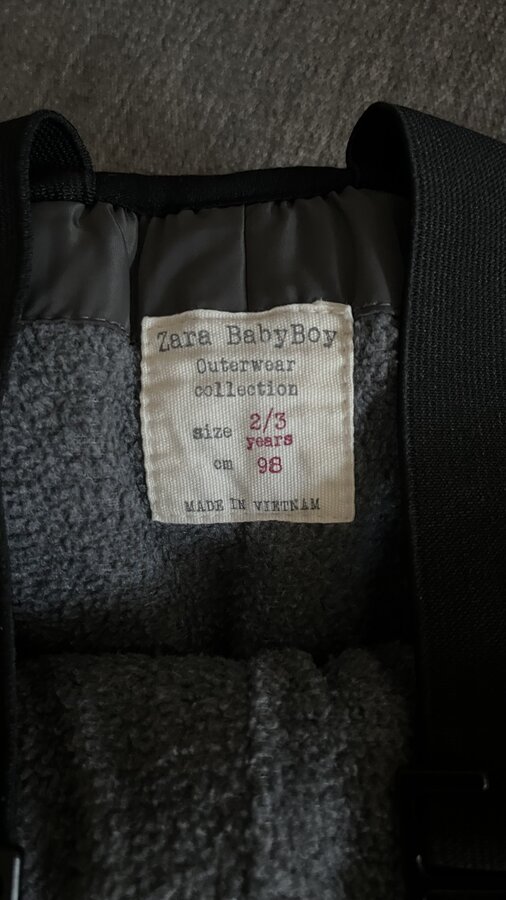 Zara BabyBoy
Outerwear
collection
size 2/3
years
cm 98
MADE IN VIETNAM